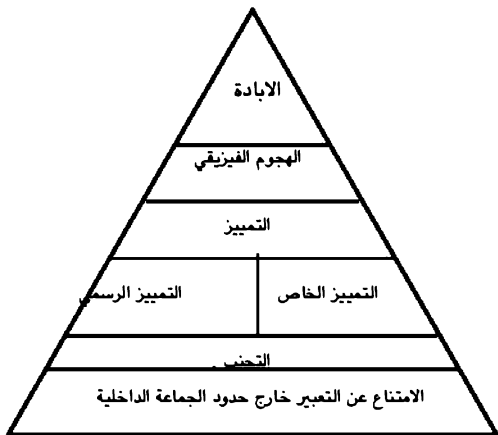 الابادة
الهجوم الفيزيقي
التمييز
التمييز الخاص
التمييز الرسمي
التجنب .
الامتناع عن التعبير خارج حدود الجماعة الداخلية